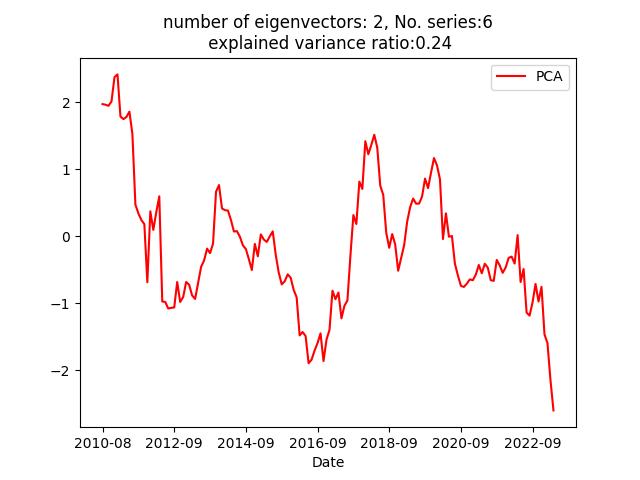 number of eigenvectors: 2, No. series:6
explained variance ratio:0.24
PCA
2
1
0
−1
−2
2010-08 2012-09 2014-09 2016-09 2018-09 2020-09 2022-09
Date